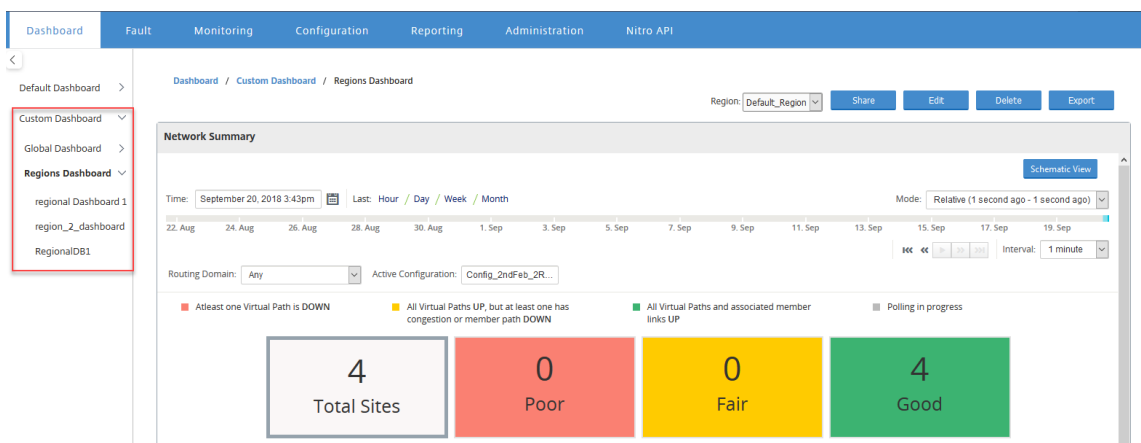 Dashboard Fault Monitoring Configuration Reporting Administration Nitro API
Default Dashboard
Custom Dashboard
Global Dashboard
Regions Dashboard
regional Dashboard 1
region_2_dashboard
RegionalDB1
Dashboard / Custom Dashboard / Regions Dashboard
Region: Default_Region Share Edit Delete Export
Network Summary
Schematic View
Time: September 20, 2018 3:43pm Last: Hour / Day / Week / Month Mode: Relative (1 second ago - 1 second ago)
22. Aug 24. Aug 26. Aug 28. Aug 30. Aug 1. Sep 3. Sep 5. Sep 7. Sep 9. Sep 11. Sep 13. Sep 15. Sep 17. Sep 19. Sep
Interval: 1 minute
Routing Domain: Any Active Configuration: Config_2ndFeb_2R...
Atleast one Virtual Path is DOWN
All Virtual Paths UP, but at least one has
congestion or member path DOWN
All Virtual Paths and associated member
links UP
Polling in progress
4
Total Sites
0
Poor
0
Fair
4
Good